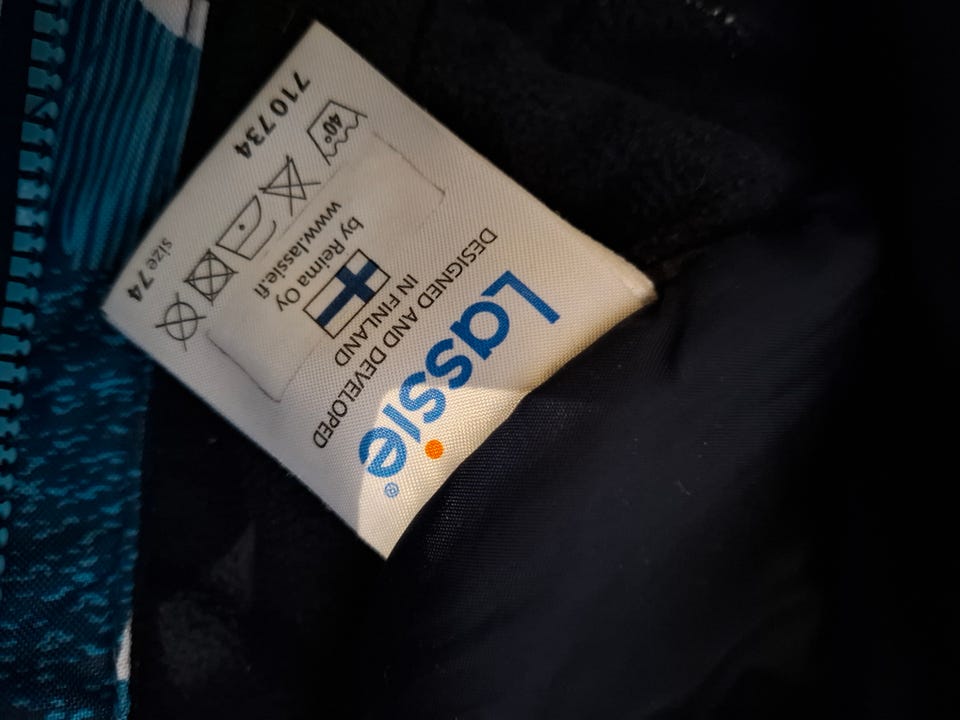 Lassie®
DESIGNED AND DEVELOPED
IN FINLAND
by Reima Oy
www.lassie.fi
40°
710734
size 74